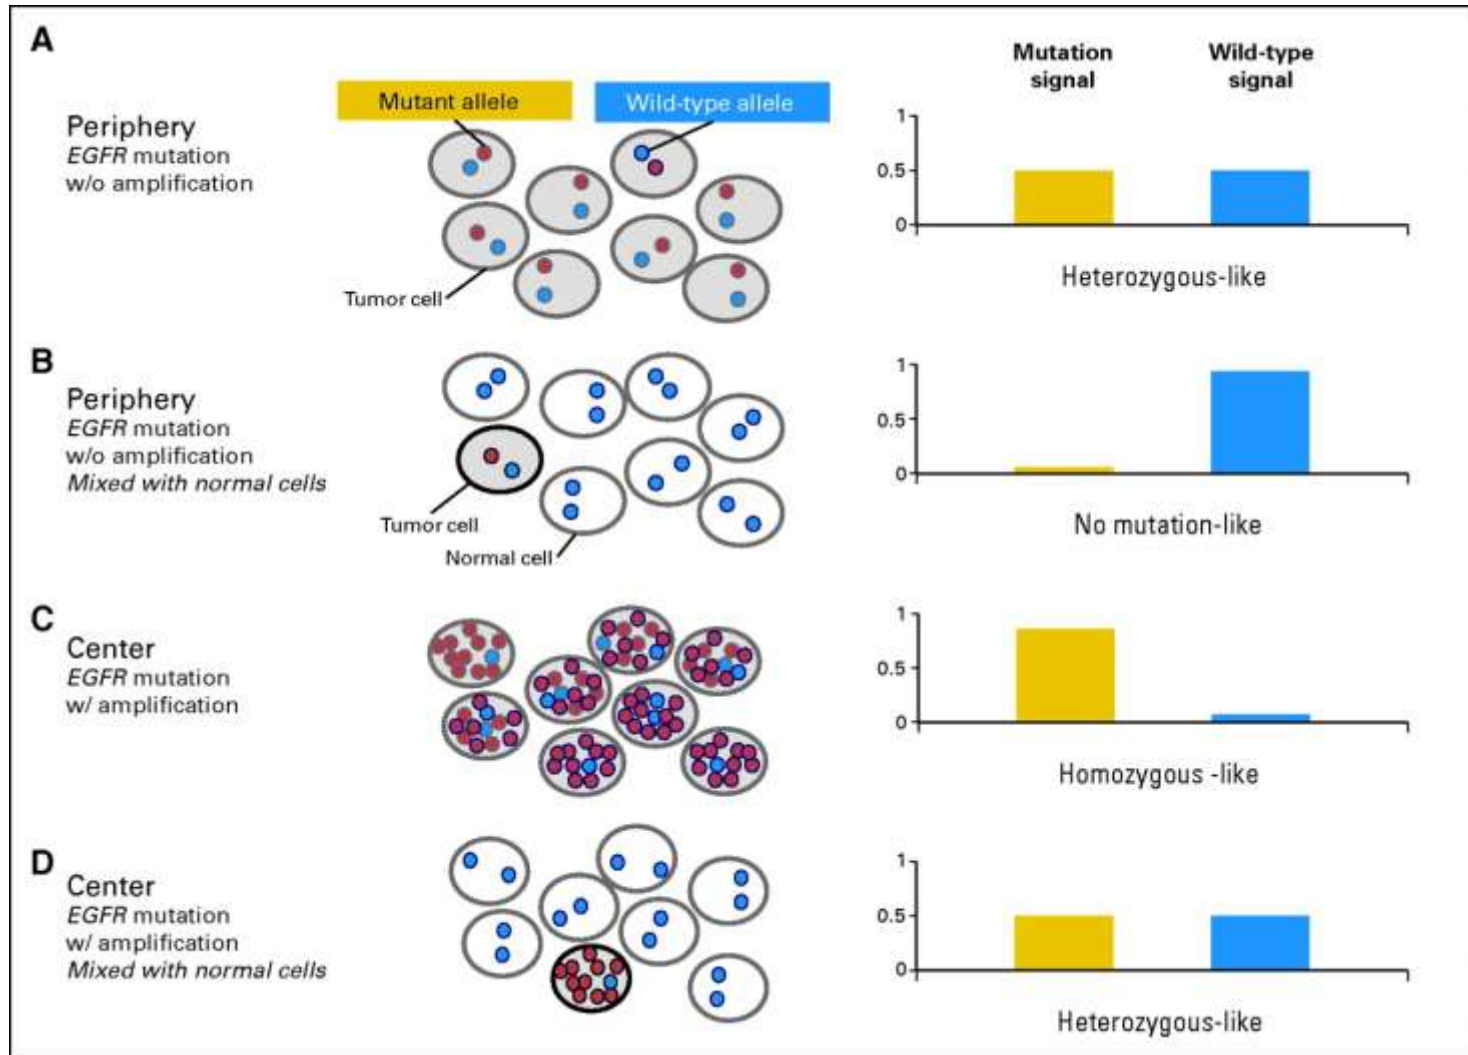 A
Periphery
EGFR mutation
w/o amplification
Mutant allele
Wild-type allele
Tumor cell
Mutation
signal
Wild-type
signal
1
0.5
0
Heterozygous-like
B
Periphery
EGFR mutation
w/o amplification
Mixed with normal cells
Tumor cell
Normal cell
1
0.5
0
No mutation-like
C
Center
EGFR mutation
w/ amplification
1
0.5
0
Homozygous -like
D
Center
EGFR mutation
w/ amplification
Mixed with normal cells
1
0.5
0
Heterozygous-like